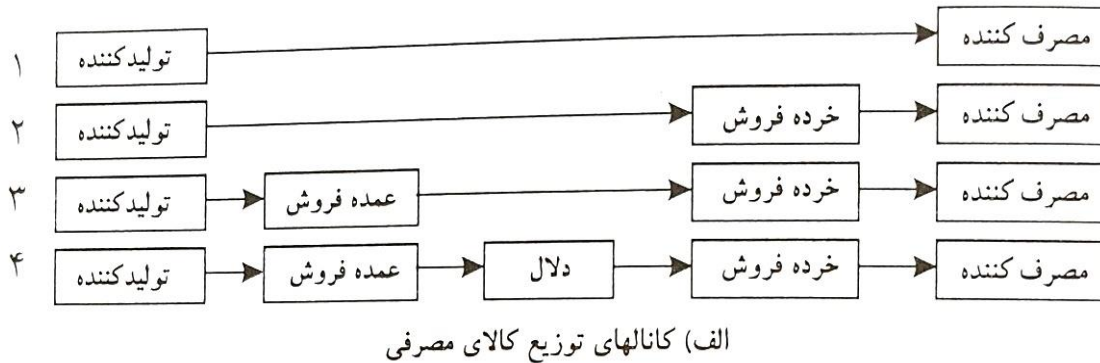 ۱ تولیدکننده مصرف کننده
۲ تولیدکننده خرده فروش مصرف کننده
۳ تولیدکننده عمده فروش خرده فروش مصرف کننده
۴ تولیدکننده عمده فروش دلال خرده فروش مصرف کننده
الف) کانالهای توزیع کالای مصرفی